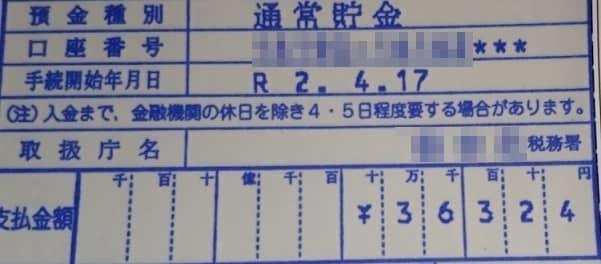 預金種別 通常貯金
口座番号 ***
手続開始年月日 R 2. 4.17
(注)入金まで、金融機関の休日を除き4・5日程度要する場合があります。
取扱庁名 税務署
千 百 十 億 千 百 十 万 千 百 十 円
支払金額 ¥ 3 6 3 2 4